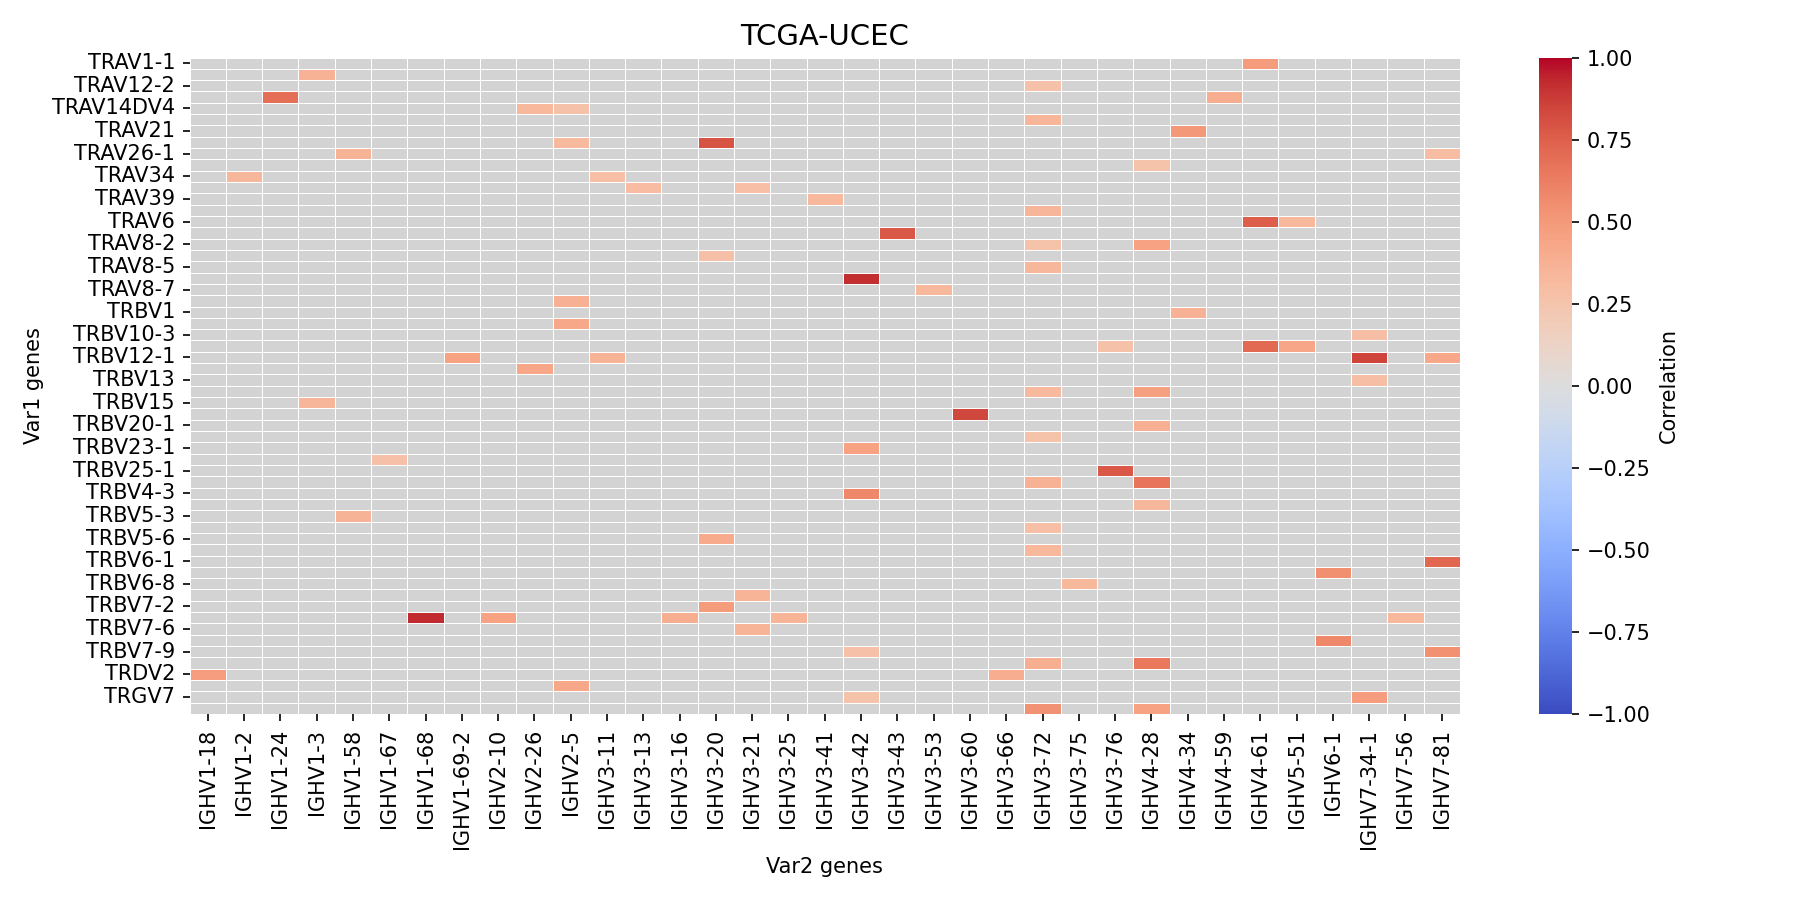 TCGA-UCEC
TRAV1-1
TRAV12-2
TRAV14DV4
TRAV21
TRAV26-1
TRAV34
TRAV39
TRAV6
TRAV8-2
TRAV8-5
TRAV8-7
TRBV1
TRBV10-3
TRBV12-1
TRBV13
TRBV15
TRBV20-1
TRBV23-1
TRBV25-1
TRBV4-3
TRBV5-3
TRBV5-6
TRBV6-1
TRBV6-8
TRBV7-2
TRBV7-6
TRBV7-9
TRDV2
TRGV7
Var1 genes
IGHV1-18
IGHV1-2
IGHV1-24
IGHV1-3
IGHV1-58
IGHV1-67
IGHV1-68
IGHV1-69-2
IGHV2-10
IGHV2-26
IGHV2-5
IGHV3-11
IGHV3-13
IGHV3-16
IGHV3-20
IGHV3-21
IGHV3-25
IGHV3-41
IGHV3-42
IGHV3-43
IGHV3-53
IGHV3-60
IGHV3-66
IGHV3-72
IGHV3-75
IGHV3-76
IGHV4-28
IGHV4-34
IGHV4-59
IGHV4-61
IGHV5-51
IGHV6-1
IGHV7-34-1
IGHV7-56
IGHV7-81
Var2 genes
1.00
0.75
0.50
0.25
0.00
−0.25
−0.50
−0.75
−1.00
Correlation